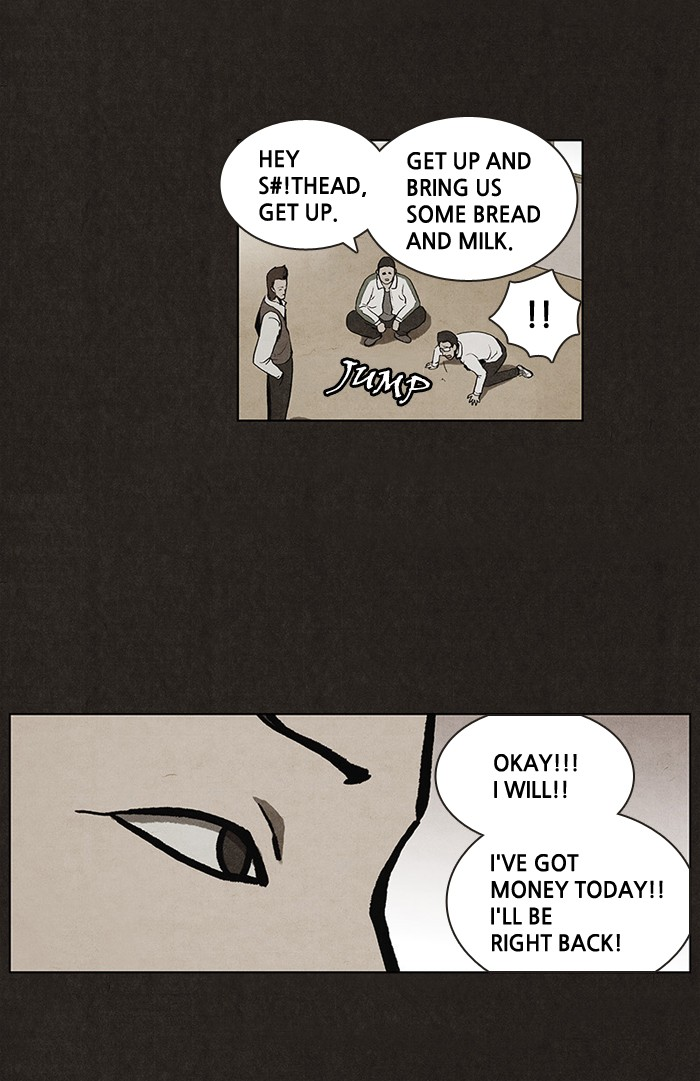 HEY
S#!THEAD,
GET UP.
GET UP AND
BRING US
SOME BREAD
AND MILK.
!!
JUMP
OKAY!!!
I WILL!!
I'VE GOT
MONEY TODAY!!
I'LL BE
RIGHT BACK!